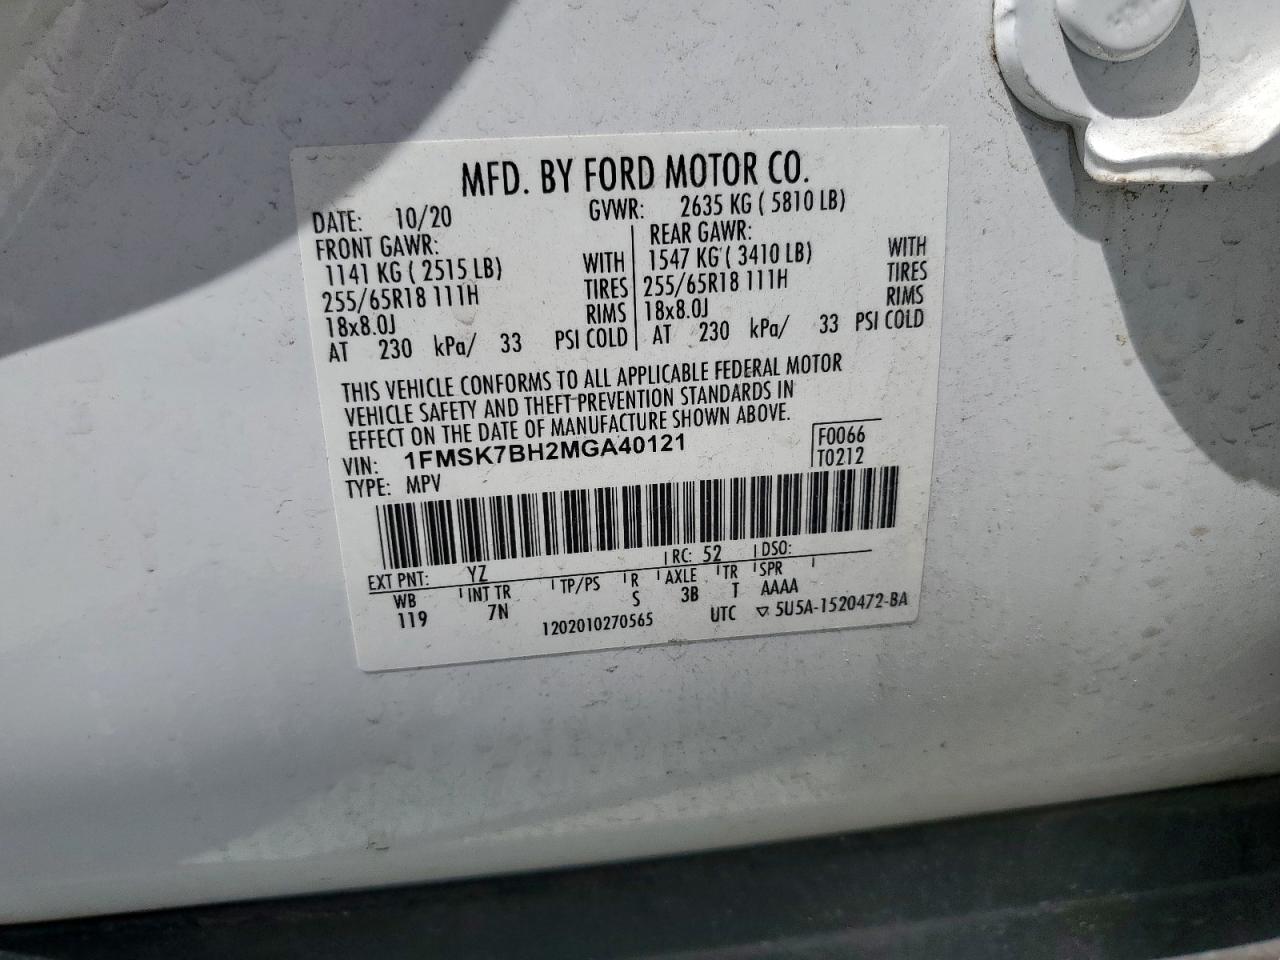 MFD. BY FORD MOTOR CO.
DATE: 10/20 GVWR: 2635 KG ( 5810 LB)
FRONT GAWR: REAR GAWR:
1141 KG ( 2515 LB) WITH 1547 KG ( 3410 LB) WITH
255/65R18 111H TIRES 255/65R18 111H TIRES
18x8.0J RIMS 18x8.0J RIMS
AT 230 kPa/ 33 PSI COLD AT 230 kPa/ 33 PSI COLD
THIS VEHICLE CONFORMS TO ALL APPLICABLE FEDERAL MOTOR
VEHICLE SAFETY AND THEFT PREVENTION STANDARDS IN
EFFECT ON THE DATE OF MANUFACTURE SHOWN ABOVE.
VIN: 1FMSK7BH2MGA40121 F0066
TYPE: MPV T0212
EXT PNT: YZ RC: 52 DSO:
WB INT TR TP/PS R AXLE TR SPR
119 7N S 3B T AAAA
1202010270565 UTC ▽ 5U5A-1520472-BA